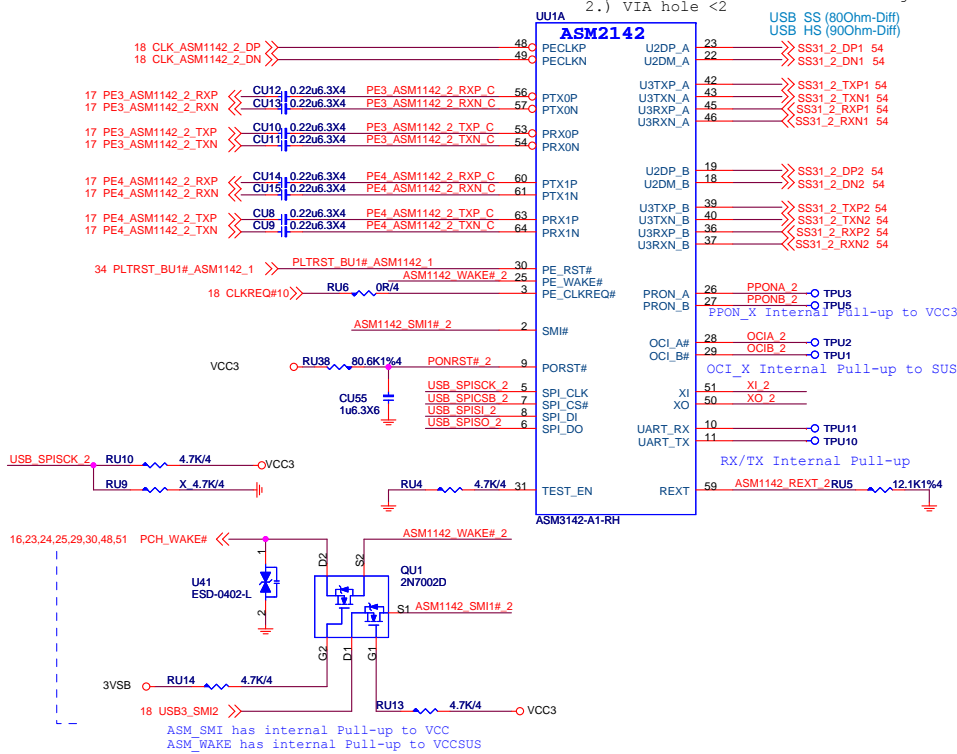 2.) VIA hole <2
UU1A
ASM2142
USB SS (80Ohm-Diff)
USB HS (90Ohm-Diff)
18 CLK_ASM1142_2_DP 48 PECLKP U2DP_A 23 SS31_2_DP1 54
18 CLK_ASM1142_2_DN 49 PECLKN U2DM_A 22 SS31_2_DN1 54
U3TXP_A 42 SS31_2_TXP1 54
17 PE3_ASM1142_2_RXP CU12 0.22u6.3X4 PE3_ASM1142_2_RXP_C 56 PTX0P U3TXN_A 43 SS31_2_TXN1 54
17 PE3_ASM1142_2_RXN CU13 0.22u6.3X4 PE3_ASM1142_2_RXN_C 57 PTX0N U3RXP_A 45 SS31_2_RXP1 54
U3RXN_A 46 SS31_2_RXN1 54
17 PE3_ASM1142_2_TXP CU10 0.22u6.3X4 PE3_ASM1142_2_TXP_C 53 PRX0P
17 PE3_ASM1142_2_TXN CU11 0.22u6.3X4 PE3_ASM1142_2_TXN_C 54 PRX0N
U2DP_B 19 SS31_2_DP2 54
17 PE4_ASM1142_2_RXP CU14 0.22u6.3X4 PE4_ASM1142_2_RXP_C 60 PTX1P U2DM_B 18 SS31_2_DN2 54
17 PE4_ASM1142_2_RXN CU15 0.22u6.3X4 PE4_ASM1142_2_RXN_C 61 PTX1N
U3TXP_B 39 SS31_2_TXP2 54
17 PE4_ASM1142_2_TXP CU8 0.22u6.3X4 PE4_ASM1142_2_TXP_C 63 PRX1P U3TXN_B 40 SS31_2_TXN2 54
17 PE4_ASM1142_2_TXN CU9 0.22u6.3X4 PE4_ASM1142_2_TXN_C 64 PRX1N U3RXP_B 36 SS31_2_RXP2 54
U3RXN_B 37 SS31_2_RXN2 54
34 PLTRST_BU1#_ASM1142_1 PLTRST_BU1#_ASM1142_1 30 PE_RST#
ASM1142_WAKE#_2 25 PE_WAKE#
18 CLKREQ#10 RU6 0R/4 3 PE_CLKREQ# PRON_A 26 PPONA_2 TPU3
PRON_B 27 PPONB_2 TPU5
PPON_X Internal Pull-up to VCC3
ASM1142_SMI1#_2 2 SMI#
OCI_A# 28 OCIA_2 TPU2
OCI_B# 29 OCIB_2 TPU1
VCC3 RU38 80.6K1%4 PONRST#_2 9 PORST#
OCI_X Internal Pull-up to SUS
CU55
1u6.3X6
USB_SPISCK_2 5 SPI_CLK XI 51 XI_2
USB_SPICSB_2 7 SPI_CS# XO 50 XO_2
USB_SPISI_2 8 SPI_DI
USB_SPISO_2 6 SPI_DO UART_RX 10 TPU11
UART_TX 11 TPU10
RX/TX Internal Pull-up
USB_SPISCK_2 RU10 4.7K/4 VCC3
RU9 X_4.7K/4
RU4 4.7K/4 31 TEST_EN REXT 59 ASM1142_REXT_2 RU5 12.1K1%4
ASM3142-A1-RH
16,23,24,25,29,30,48,51 PCH_WAKE# 1 D2 S2 ASM1142_WAKE#_2
U41
ESD-0402-L
2
QU1
2N7002D
S1 ASM1142_SMI1#_2
G2 D1 G1
3VSB RU14 4.7K/4
18 USB3_SMI2 RU13 4.7K/4 VCC3
ASM_SMI has internal Pull-up to VCC
ASM_WAKE has internal Pull-up to VCCSUS